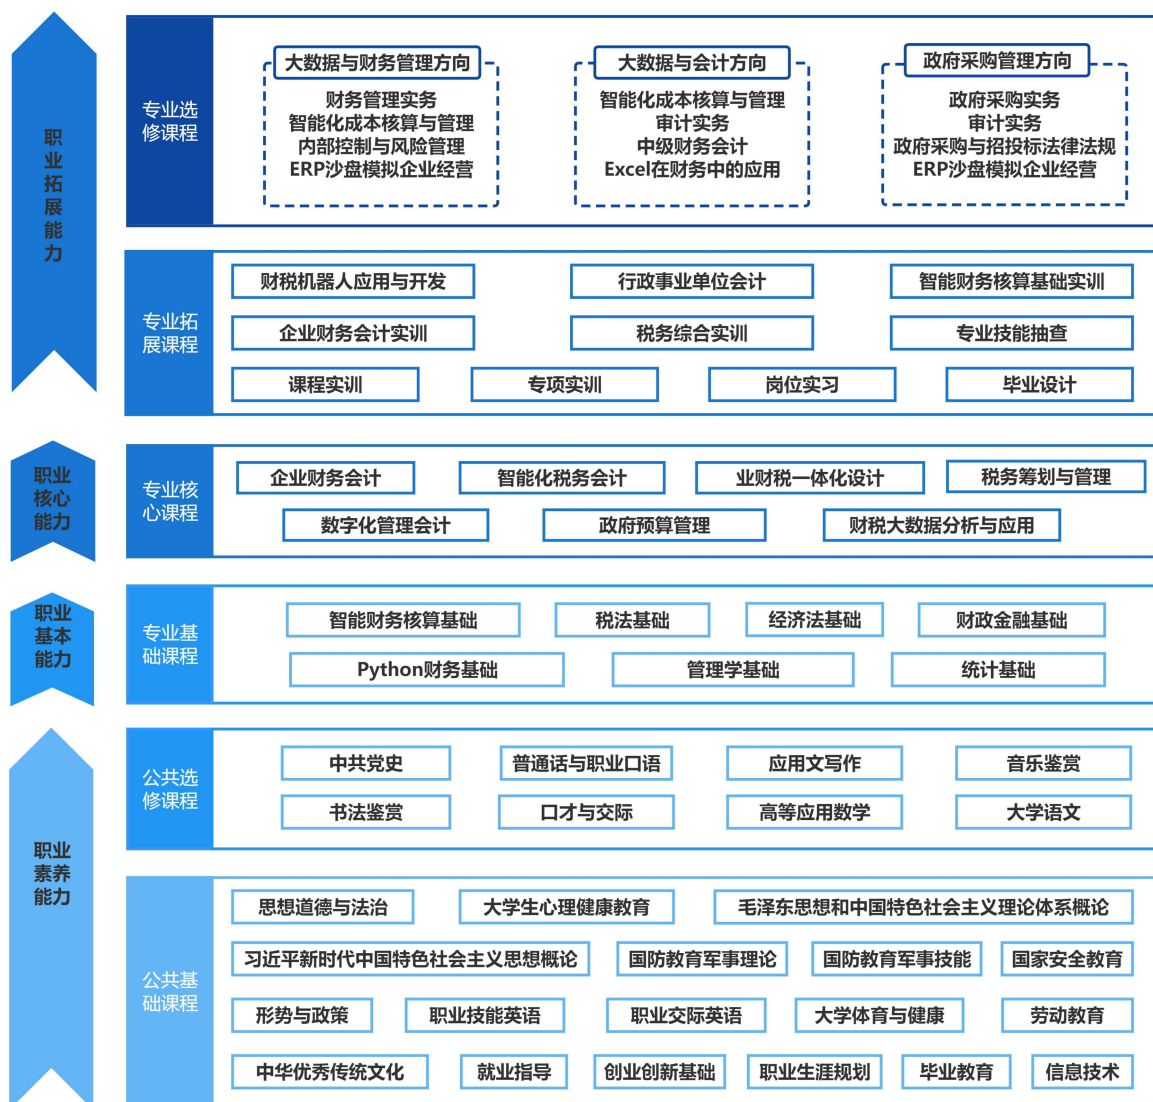 职业拓展能力
专业选修课程
大数据与财务管理方向
财务管理实务
智能化成本核算与管理
内部控制与风险管理
ERP沙盘模拟企业经营
大数据与会计方向
智能化成本核算与管理
审计实务
中级财务会计
Excel在财务中的应用
政府采购管理方向
政府采购实务
审计实务
政府采购与招投标法律法规
ERP沙盘模拟企业经营
专业拓展课程
财税机器人应用与开发
行政事业单位会计
智能财务核算基础实训
企业财务会计实训
税务综合实训
专业技能抽查
课程实训
专项实训
岗位实习
毕业设计
职业核心能力
专业核心课程
企业财务会计
智能化税务会计
业财税一体化设计
税务筹划与管理
数字化管理会计
政府预算管理
财税大数据分析与应用
职业基本能力
专业基础课程
智能财务核算基础
税法基础
经济法基础
财政金融基础
Python财务基础
管理学基础
统计基础
职业素养能力
公共选修课程
中共党史
普通话与职业口语
应用文写作
音乐鉴赏
书法鉴赏
口才与交际
高等应用数学
大学语文
公共基础课程
思想道德与法治
大学生心理健康教育
毛泽东思想和中国特色社会主义理论体系概论
习近平新时代中国特色社会主义思想概论
国防教育军事理论
国防教育军事技能
国家安全教育
形势与政策
职业技能英语
职业交际英语
大学体育与健康
劳动教育
中华优秀传统文化
就业指导
创业创新基础
职业生涯规划
毕业教育
信息技术